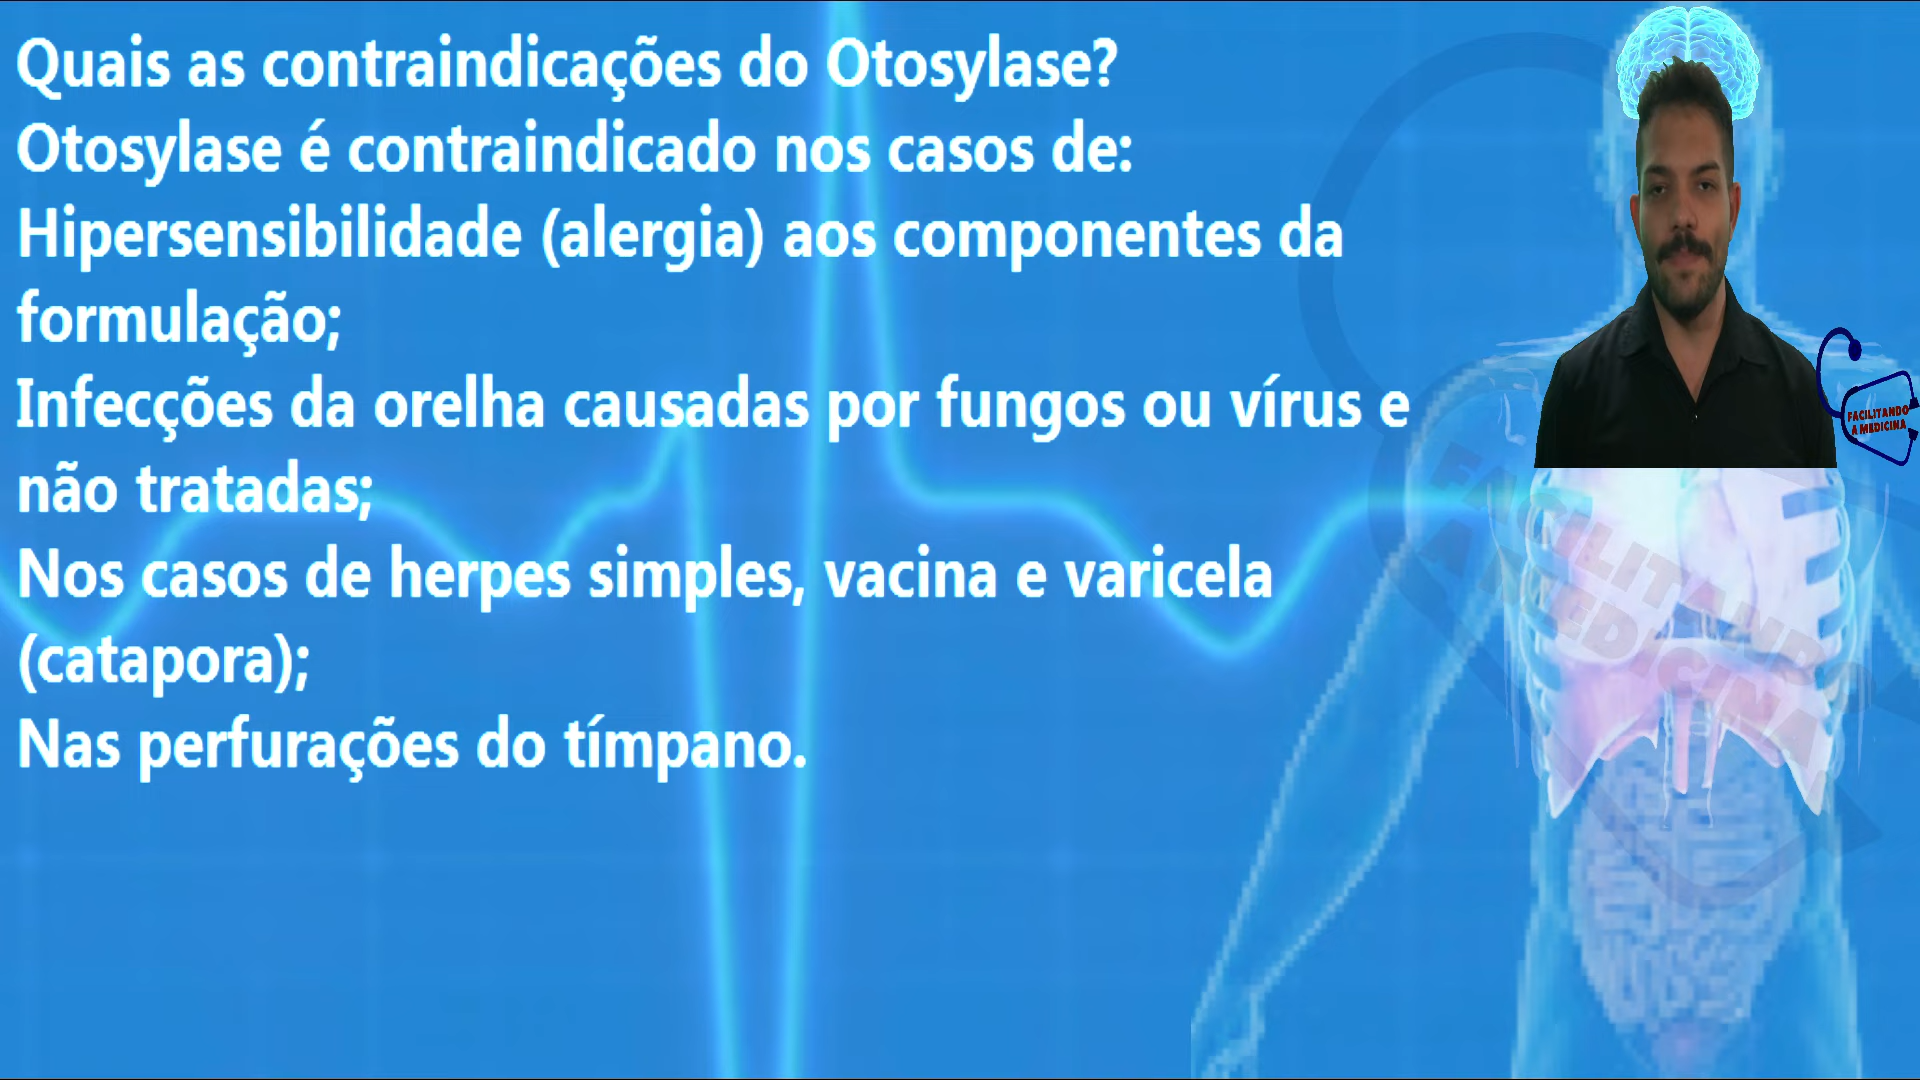 Quais as contraindicações do Otosylase?
Otosylase é contraindicado nos casos de:
Hipersensibilidade (alergia) aos componentes da
formulação;
Infecções da orelha causadas por fungos ou vírus e
não tratadas;
Nos casos de herpes simples, vacina e varicela
(catapora);
Nas perfurações do tímpano.
FACILITANDO
A MEDICINA
FACILITANDO
A MEDICINA